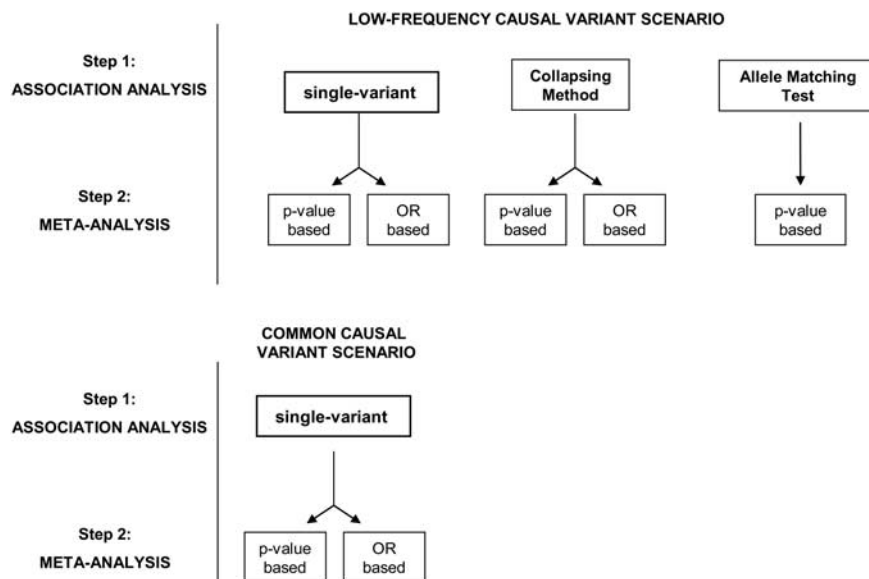 LOW-FREQUENCY CAUSAL VARIANT SCENARIO
Step 1:
ASSOCIATION ANALYSIS
single-variant
Collapsing
Method
Allele Matching
Test
Step 2:
META-ANALYSIS
p-value
based
OR
based
p-value
based
OR
based
p-value
based
COMMON CAUSAL
VARIANT SCENARIO
Step 1:
ASSOCIATION ANALYSIS
single-variant
Step 2:
META-ANALYSIS
p-value
based
OR
based